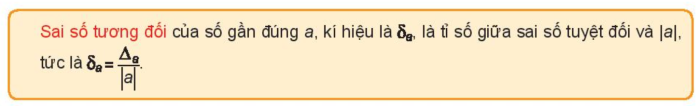 Sai số tương đối của số gần đúng a, kí hiệu là δₐ, là tỉ số giữa sai số tuyệt đối và |a|,
tức là δₐ = Δₐ/|a|.